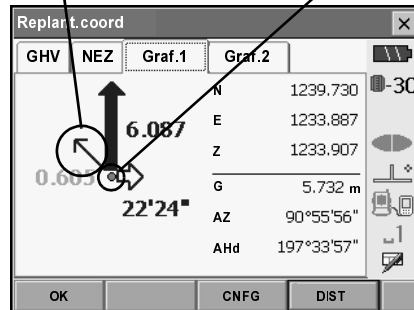 Replant.coord
GHV NEZ Graf.1 Graf.2
N 1239.730
-30
6.087
E 1233.887
Z 1233.907
0.605
G 5.732 m
22'24"
AZ 90°55'56"
AHd 197°33'57"
OK CNFG DIST